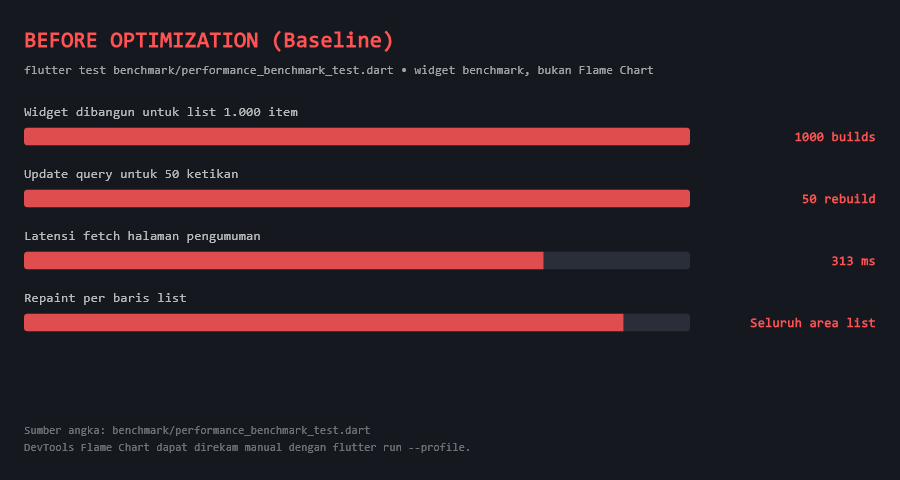 BEFORE OPTIMIZATION (Baseline)
flutter test benchmark/performance_benchmark_test.dart • widget benchmark, bukan Flame Chart
Widget dibangun untuk list 1.000 item
1000 builds
Update query untuk 50 ketikan
50 rebuild
Latensi fetch halaman pengumuman
313 ms
Repaint per baris list
Seluruh area list
Sumber angka: benchmark/performance_benchmark_test.dart
DevTools Flame Chart dapat direkam manual dengan flutter run --profile.